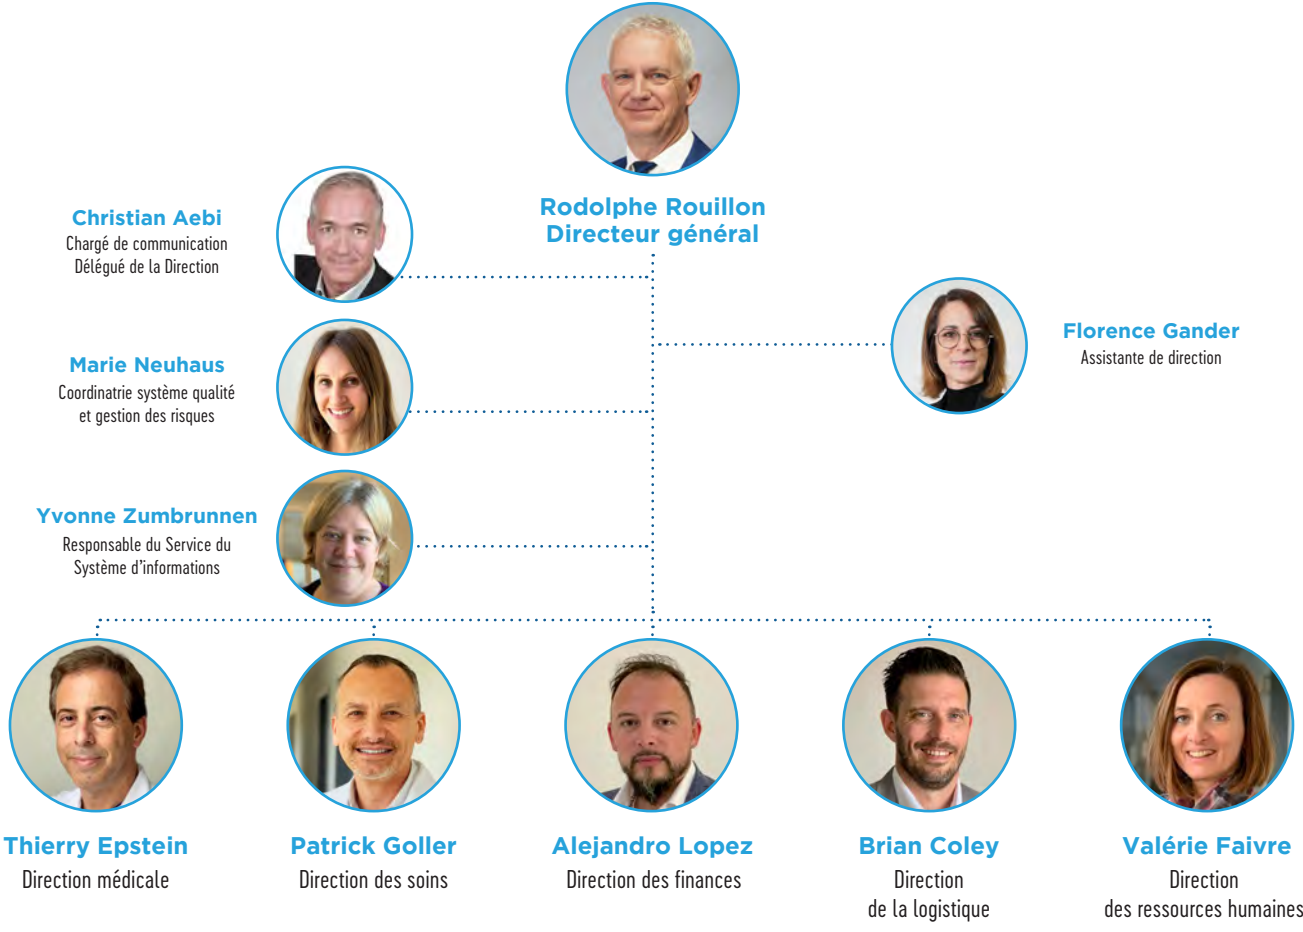 Rodolphe Rouillon
Directeur général
Christian Aebi
Chargé de communication
Délégué de la Direction
Florence Gander
Assistante de direction
Marie Neuhaus
Coordinatrie système qualité
et gestion des risques
Yvonne Zumbrunnen
Responsable du Service du
Système d'informations
Thierry Epstein
Direction médicale
Patrick Goller
Direction des soins
Alejandro Lopez
Direction des finances
Brian Coley
Direction
de la logistique
Valérie Faivre
Direction
des ressources humaines